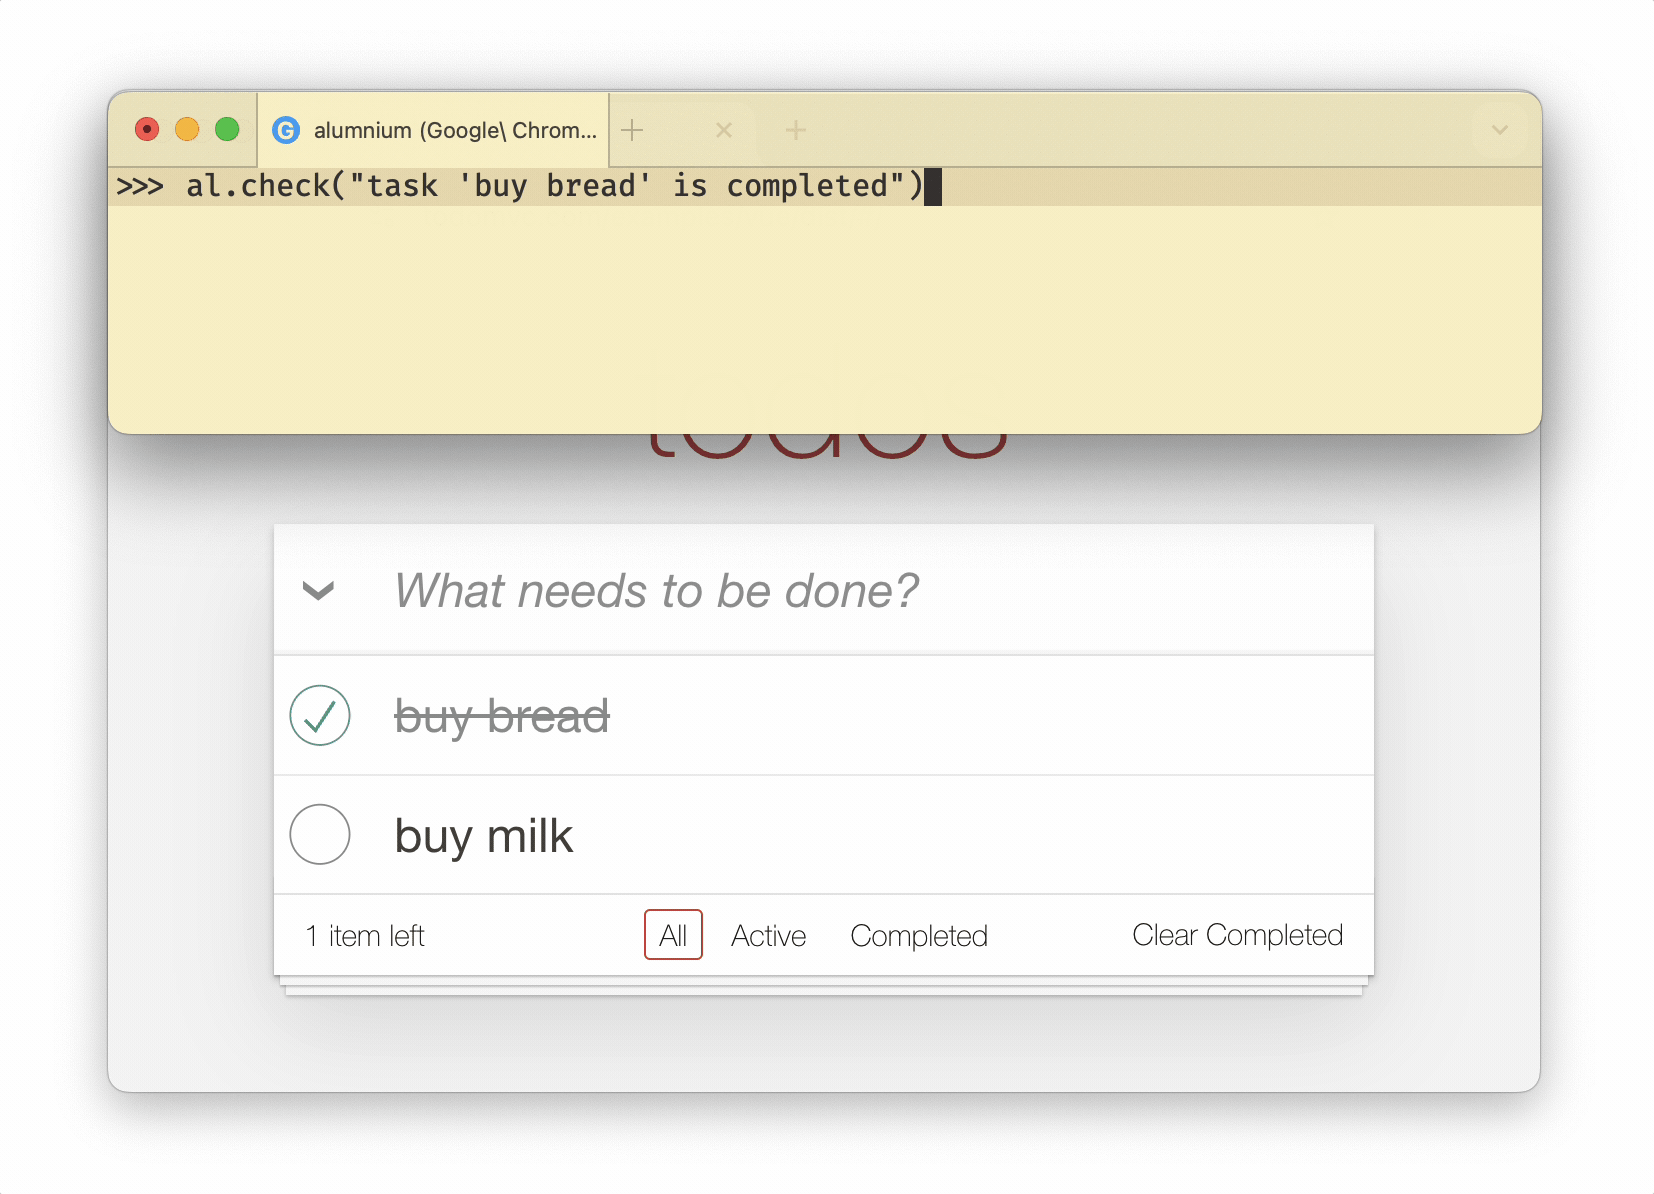 G alumnium (Google\ Chrom...
>>> al.check("task 'buy bread' is completed")
todos
What needs to be done?
buy bread
buy milk
1 item left
All Active Completed Clear Completed